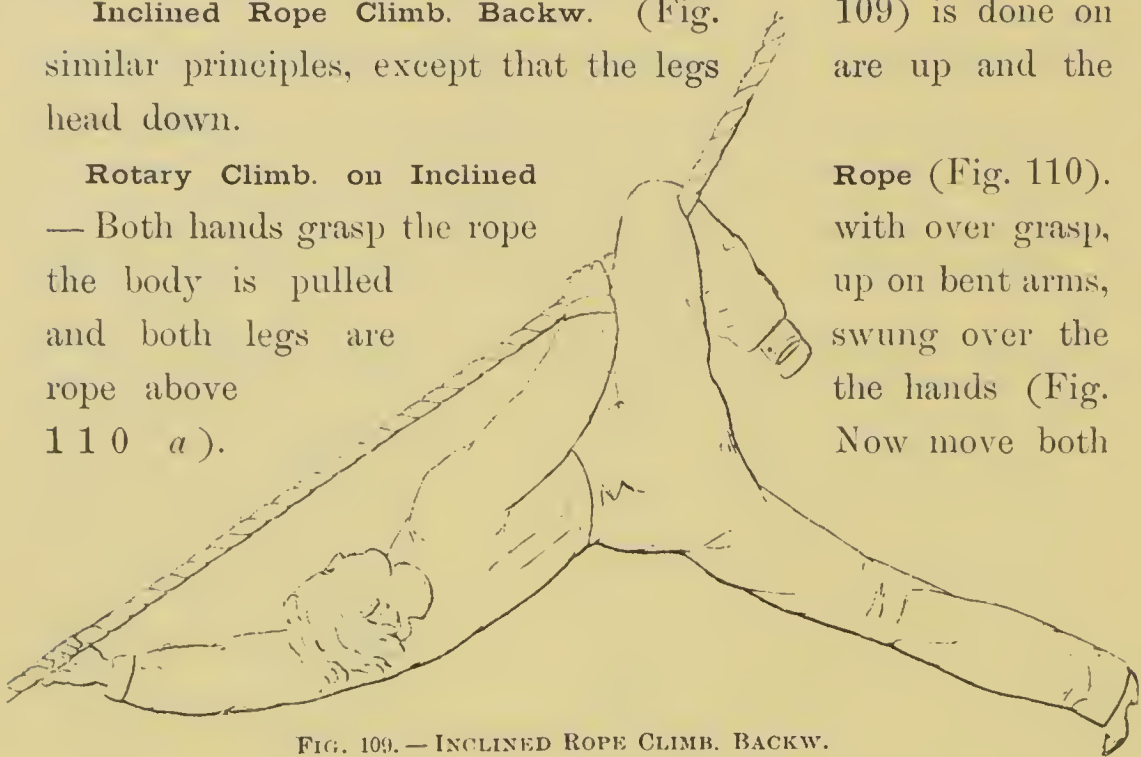 Inclined Rope Climb. Backw. (Fig. 109) is done on
similar principles, except that the legs are up and the
head down.
Rotary Climb. on Inclined Rope (Fig. 110).
— Both hands grasp the rope with over grasp,
the body is pulled up on bent arms,
and both legs are swung over the
rope above the hands (Fig.
110 a). Now move both
FIG. 109. — INCLINED ROPE CLIMB. BACKW.